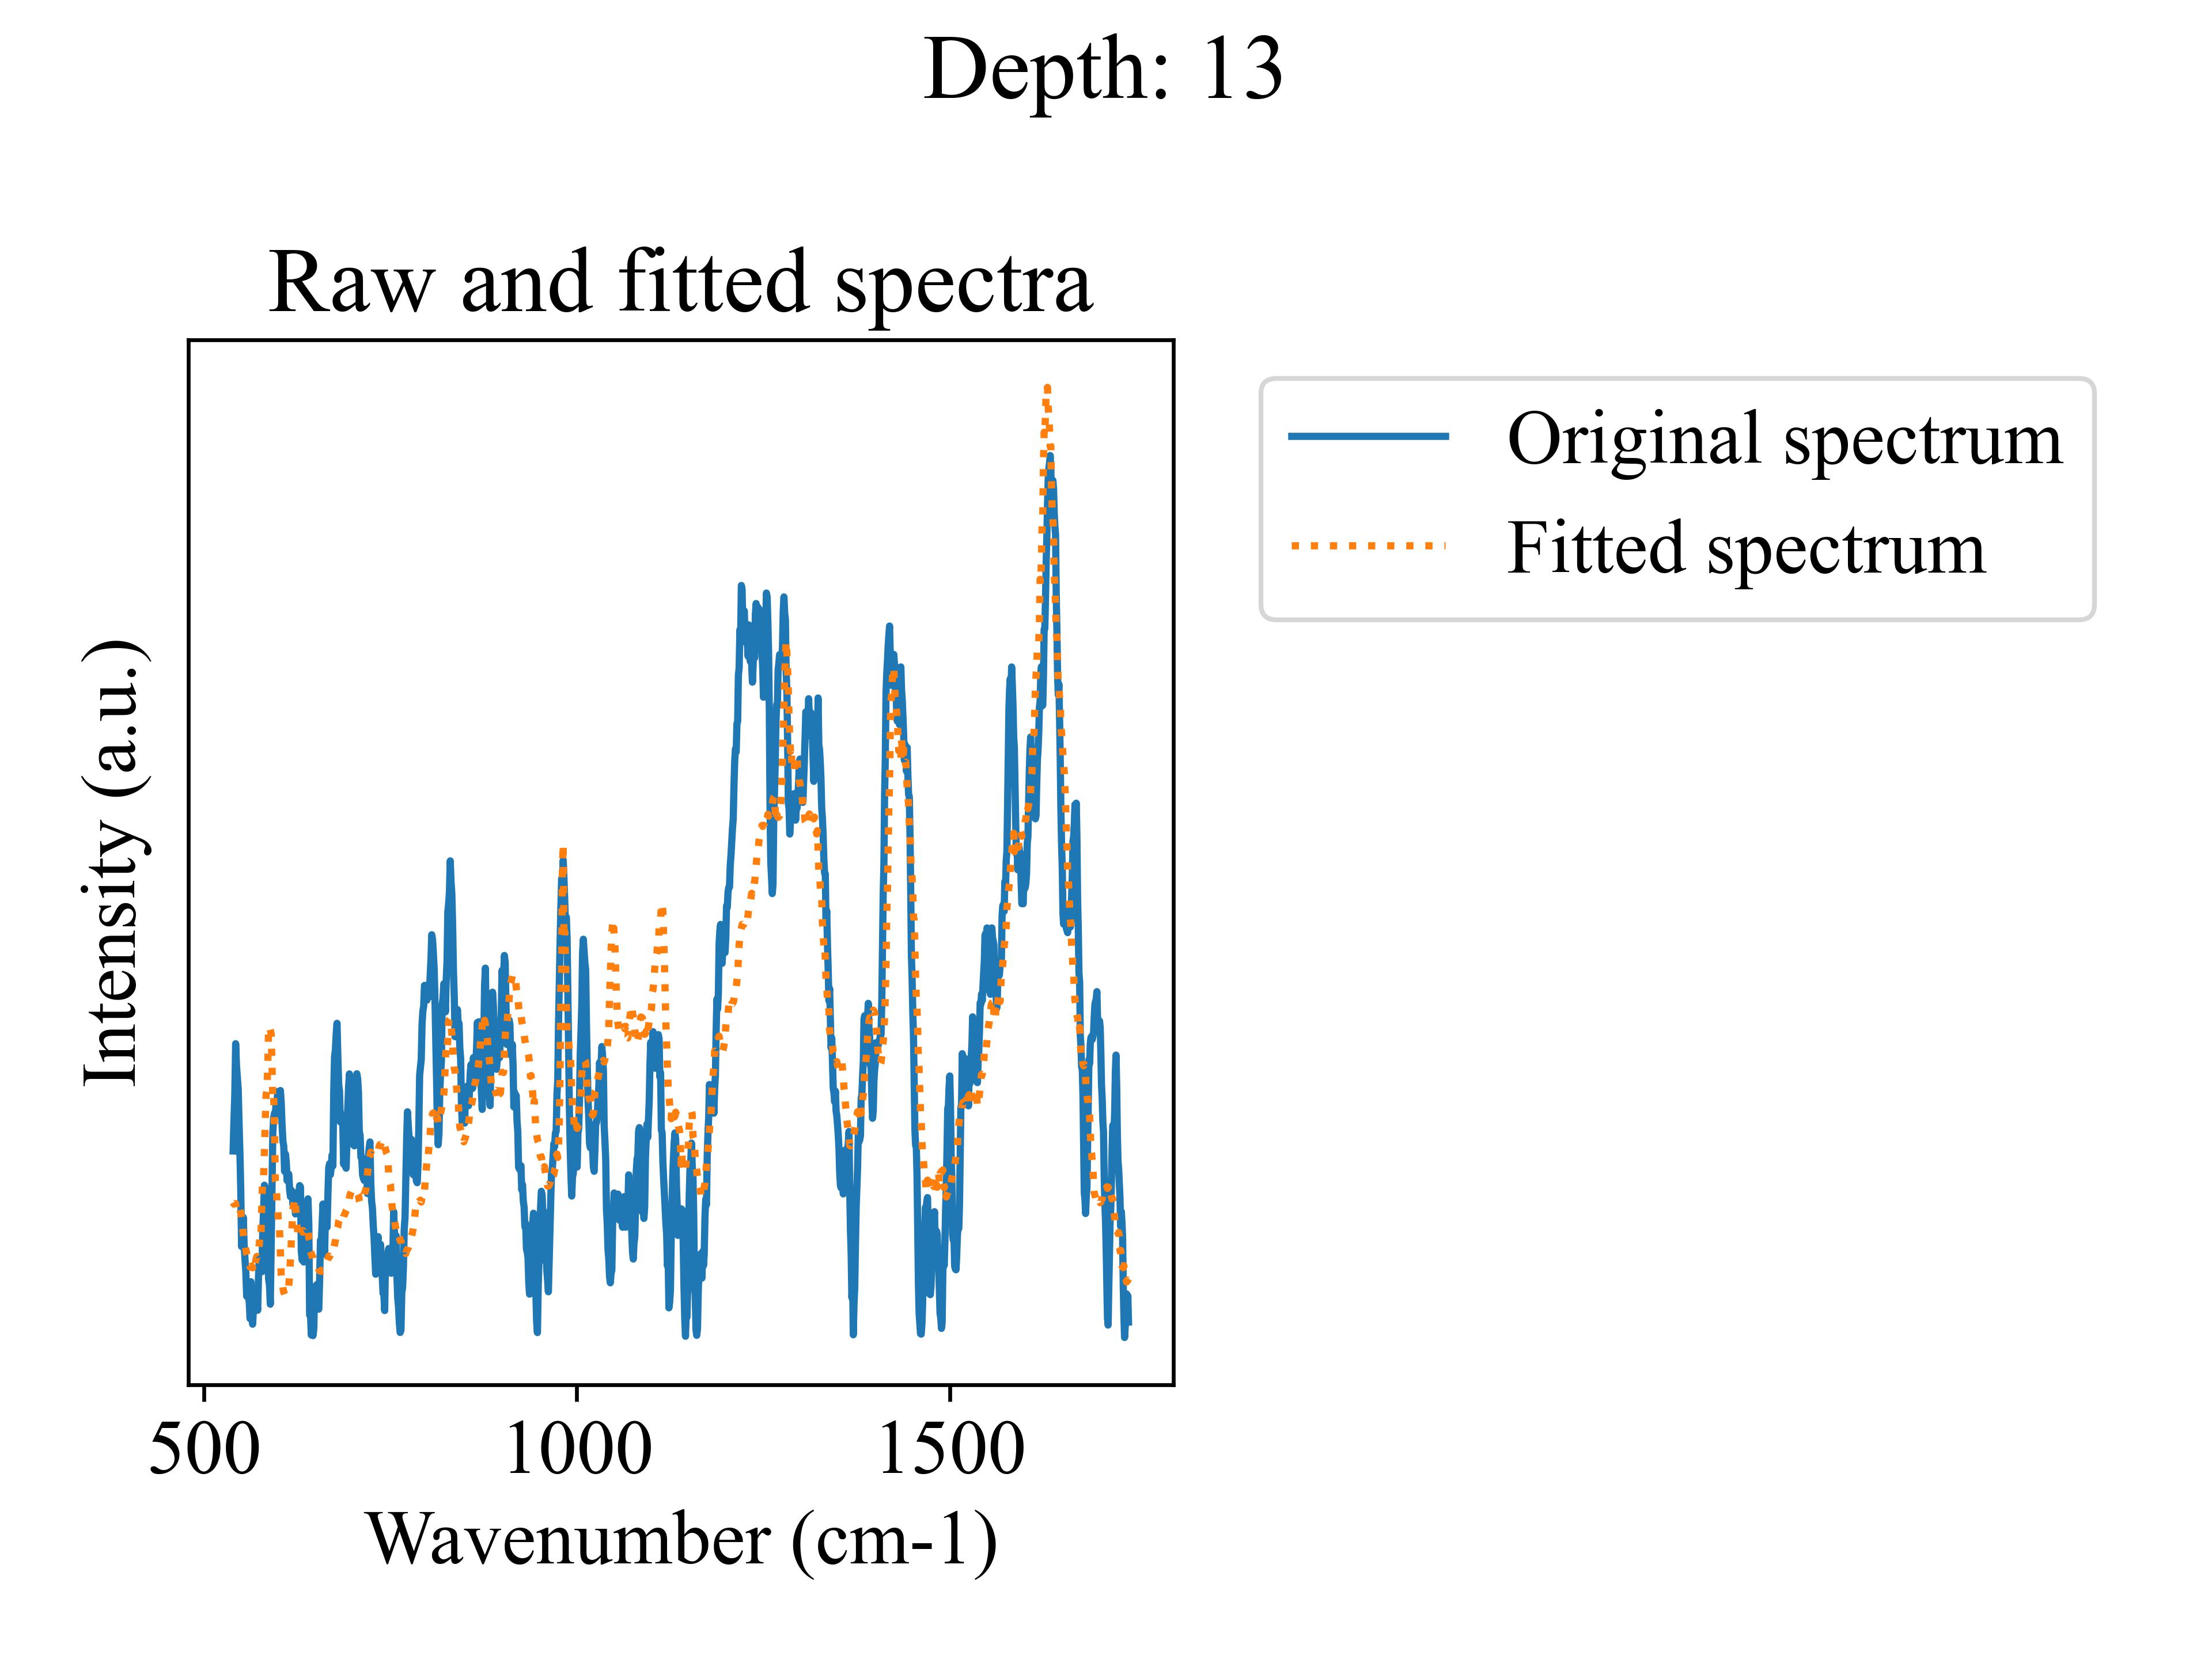 Depth: 13
Raw and fitted spectra
Original spectrum
Fitted spectrum
Intensity (a.u.)
500 1000 1500
Wavenumber (cm-1)